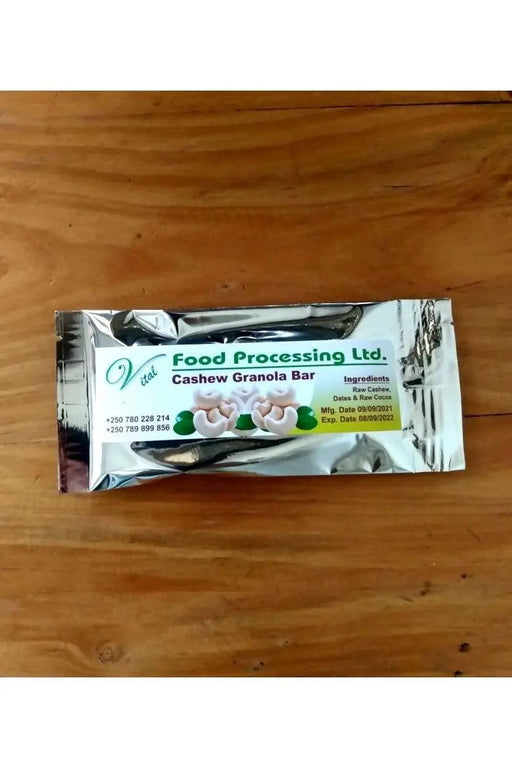 Vital
Food Processing Ltd.
Cashew Granola Bar
+250 780 228 214
+250 789 899 856
Ingredients
Raw Cashew,
Dates & Raw Cocoa
Mfg. Date 09/09/2021
Exp. Date 08/09/2022